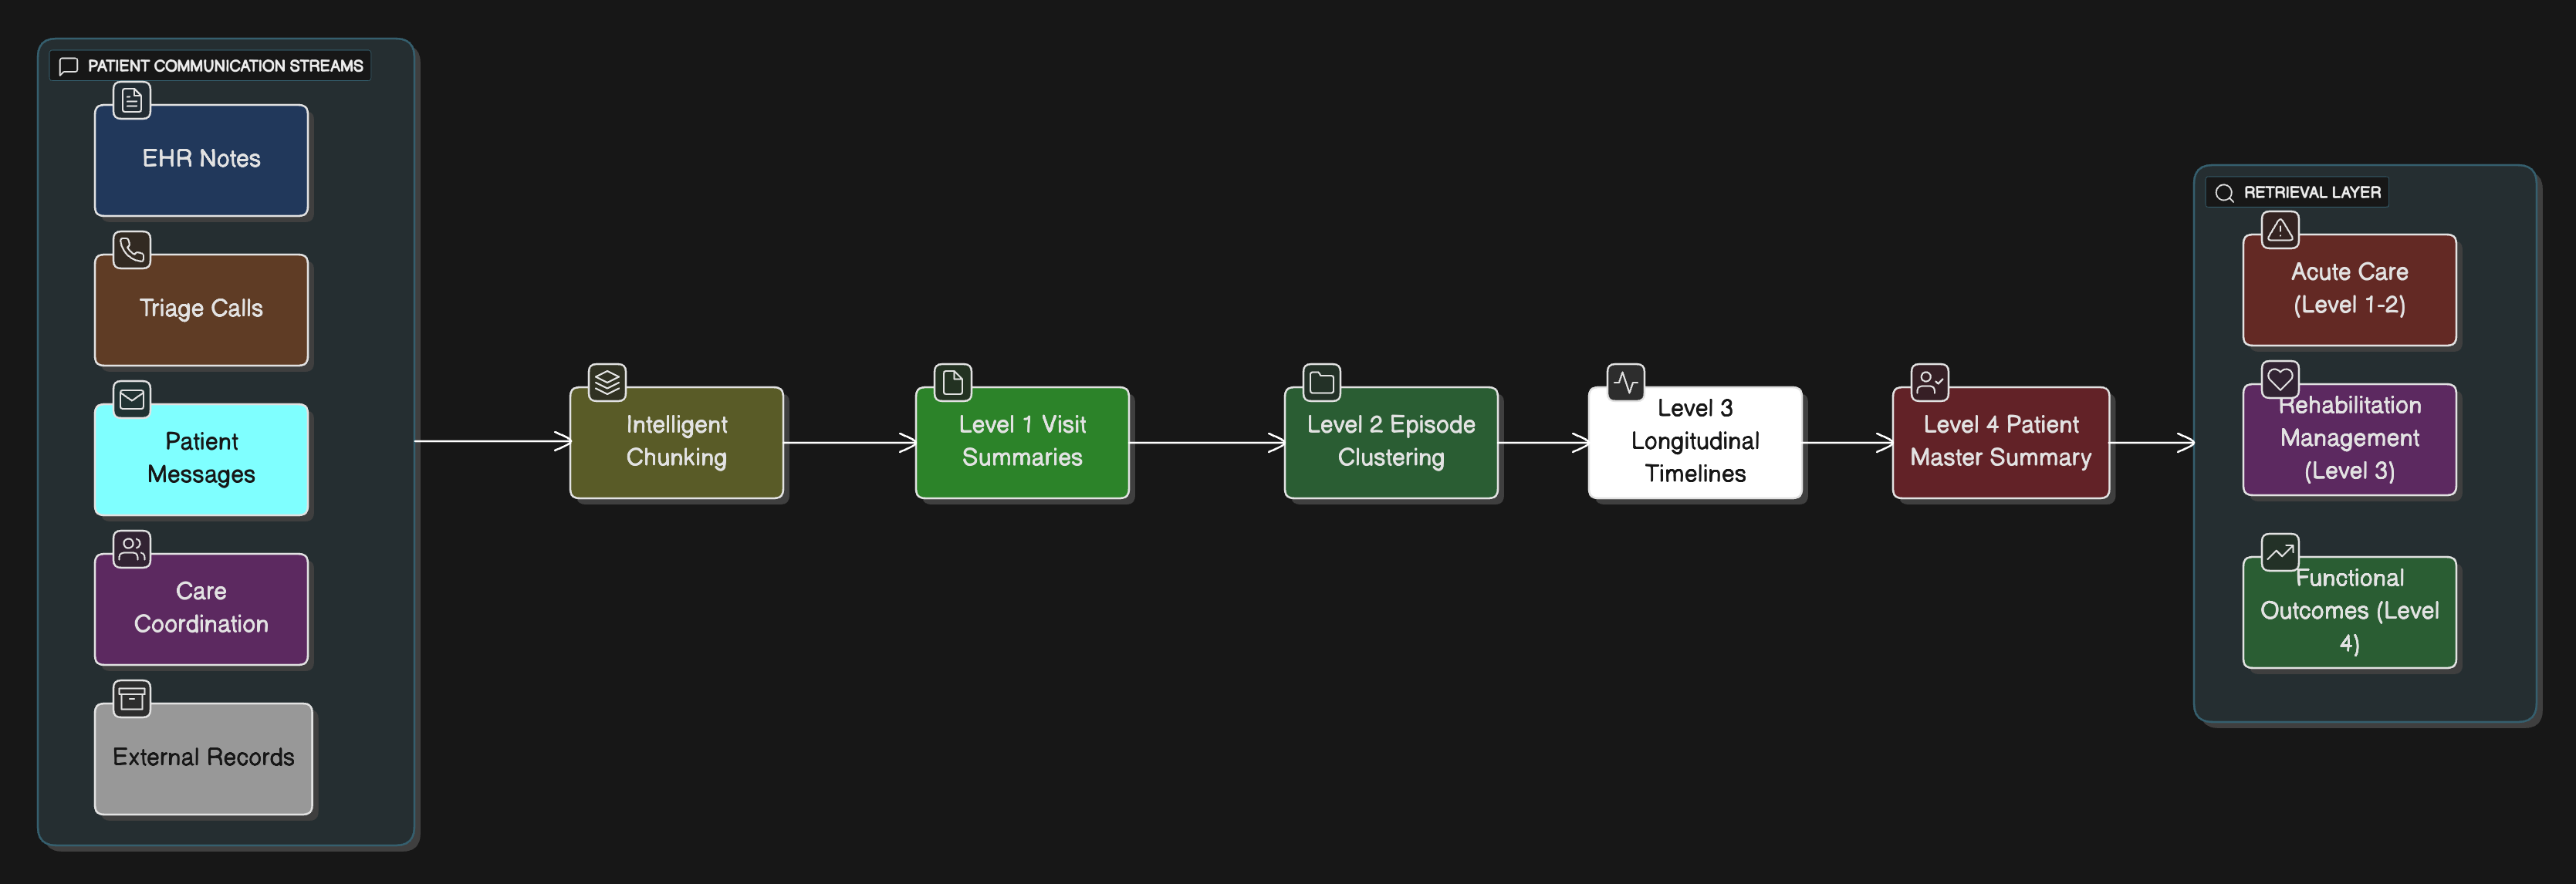 PATIENT COMMUNICATION STREAMS
EHR Notes
Triage Calls
Patient
Messages
Care
Coordination
External Records
Intelligent
Chunking
Level 1 Visit
Summaries
Level 2 Episode
Clustering
Level 3
Longitudinal
Timelines
Level 4 Patient
Master Summary
RETRIEVAL LAYER
Acute Care
(Level 1-2)
Rehabilitation
Management
(Level 3)
Functional
Outcomes (Level
4)